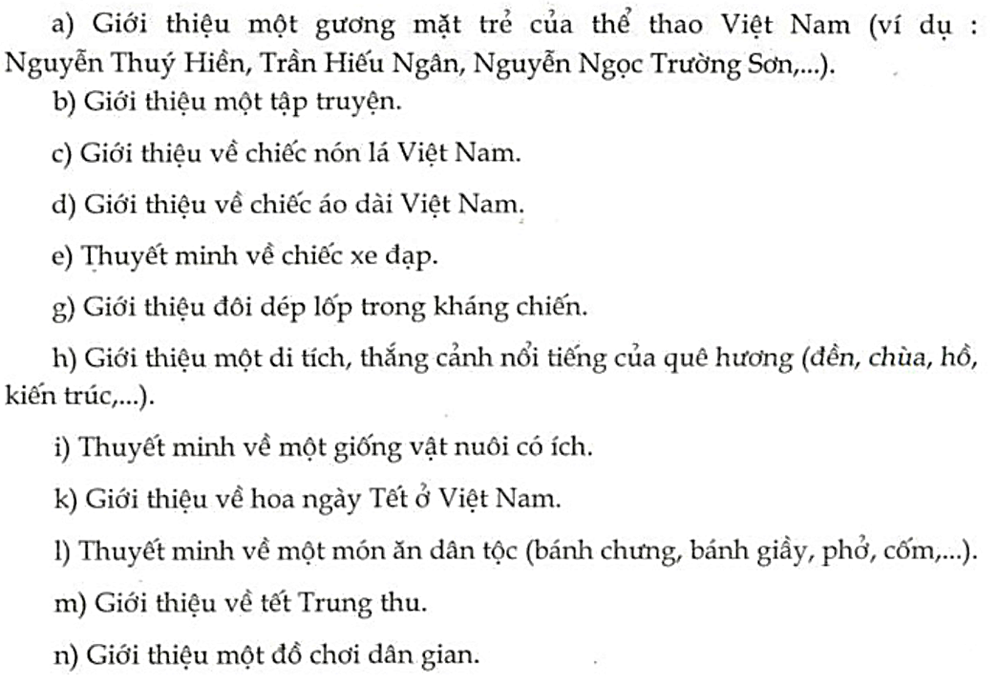 a) Giới thiệu một gương mặt trẻ của thể thao Việt Nam (ví dụ :
Nguyễn Thuý Hiền, Trần Hiếu Ngân, Nguyễn Ngọc Trường Sơn,...).
b) Giới thiệu một tập truyện.
c) Giới thiệu về chiếc nón lá Việt Nam.
d) Giới thiệu về chiếc áo dài Việt Nam.
e) Thuyết minh về chiếc xe đạp.
g) Giới thiệu đôi dép lốp trong kháng chiến.
h) Giới thiệu một di tích, thắng cảnh nổi tiếng của quê hương (đền, chùa, hồ,
kiến trúc,...).
i) Thuyết minh về một giống vật nuôi có ích.
k) Giới thiệu về hoa ngày Tết ở Việt Nam.
l) Thuyết minh về một món ăn dân tộc (bánh chưng, bánh giầy, phở, cốm,...).
m) Giới thiệu về tết Trung thu.
n) Giới thiệu một đồ chơi dân gian.